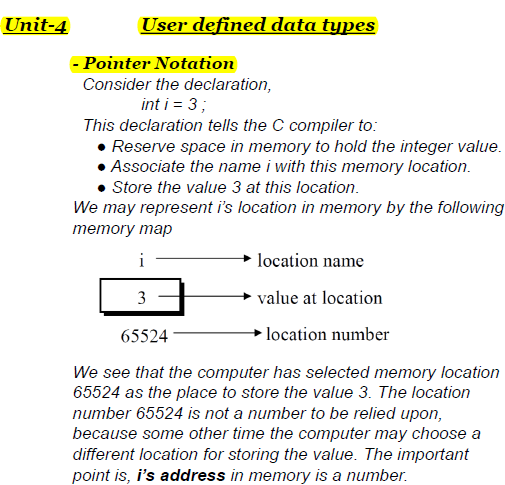 Unit-4 User defined data types
- Pointer Notation
Consider the declaration,
int i = 3 ;
This declaration tells the C compiler to:
● Reserve space in memory to hold the integer value.
● Associate the name i with this memory location.
● Store the value 3 at this location.
We may represent i’s location in memory by the following
memory map
i location name
3 value at location
65524 location number
We see that the computer has selected memory location
65524 as the place to store the value 3. The location
number 65524 is not a number to be relied upon,
because some other time the computer may choose a
different location for storing the value. The important
point is, i’s address in memory is a number.